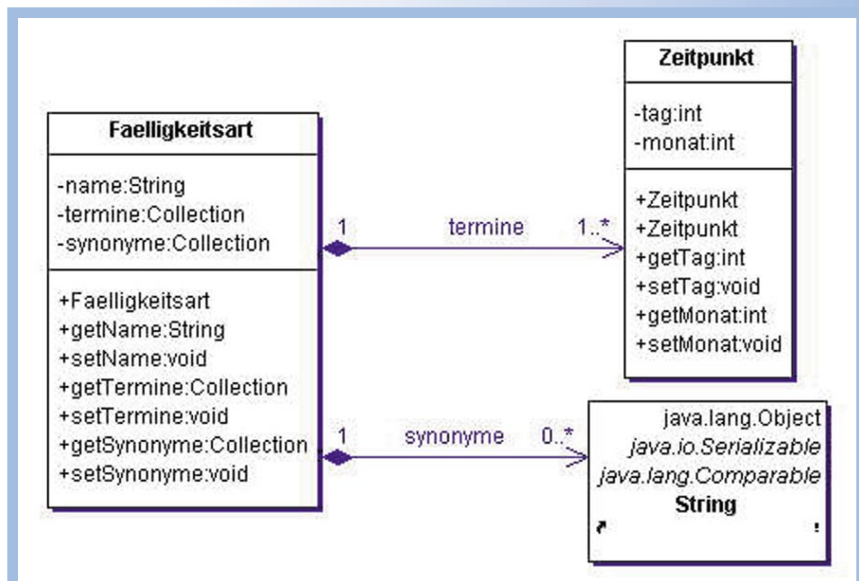 Faelligkeitsart
-name:String
-termine:Collection
-synonyme:Collection
+Faelligkeitsart
+getName:String
+setName:void
+getTermine:Collection
+setTermine:void
+getSynonyme:Collection
+setSynonyme:void
1 termine 1..*
1 synonyme 0..*
Zeitpunkt
-tag:int
-monat:int
+Zeitpunkt
+Zeitpunkt
+getTag:int
+setTag:void
+getMonat:int
+setMonat:void
java.lang.Object
java.io.Serializable
java.lang.Comparable
String